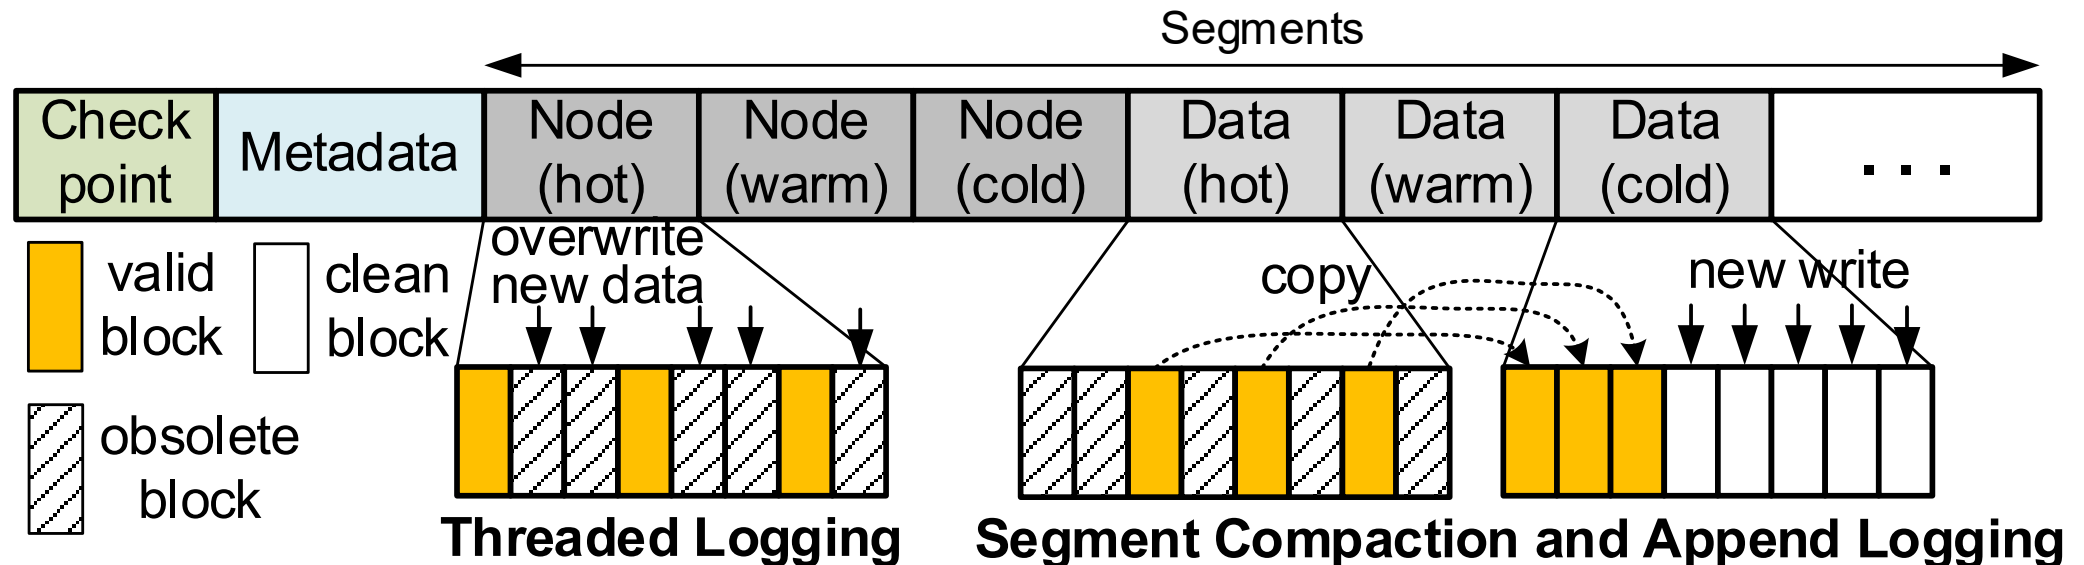 Segments
Check
point
Metadata
Node
(hot)
Node
(warm)
Node
(cold)
Data
(hot)
Data
(warm)
Data
(cold)
. . .
valid
block
clean
block
obsolete
block
overwrite
new data
copy
new write
Threaded Logging
Segment Compaction and Append Logging